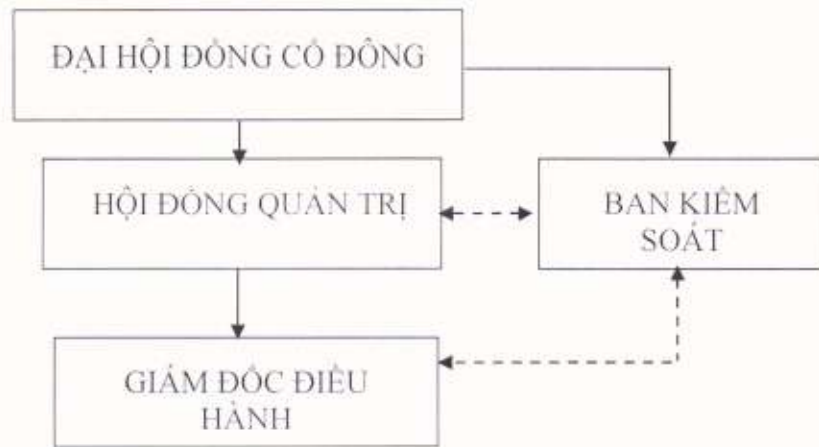 ĐẠI HỘI ĐỒNG CỔ ĐÔNG
HỘI ĐỒNG QUẢN TRỊ
BAN KIỂM
SOÁT
GIÁM ĐỐC ĐIỀU
HÀNH